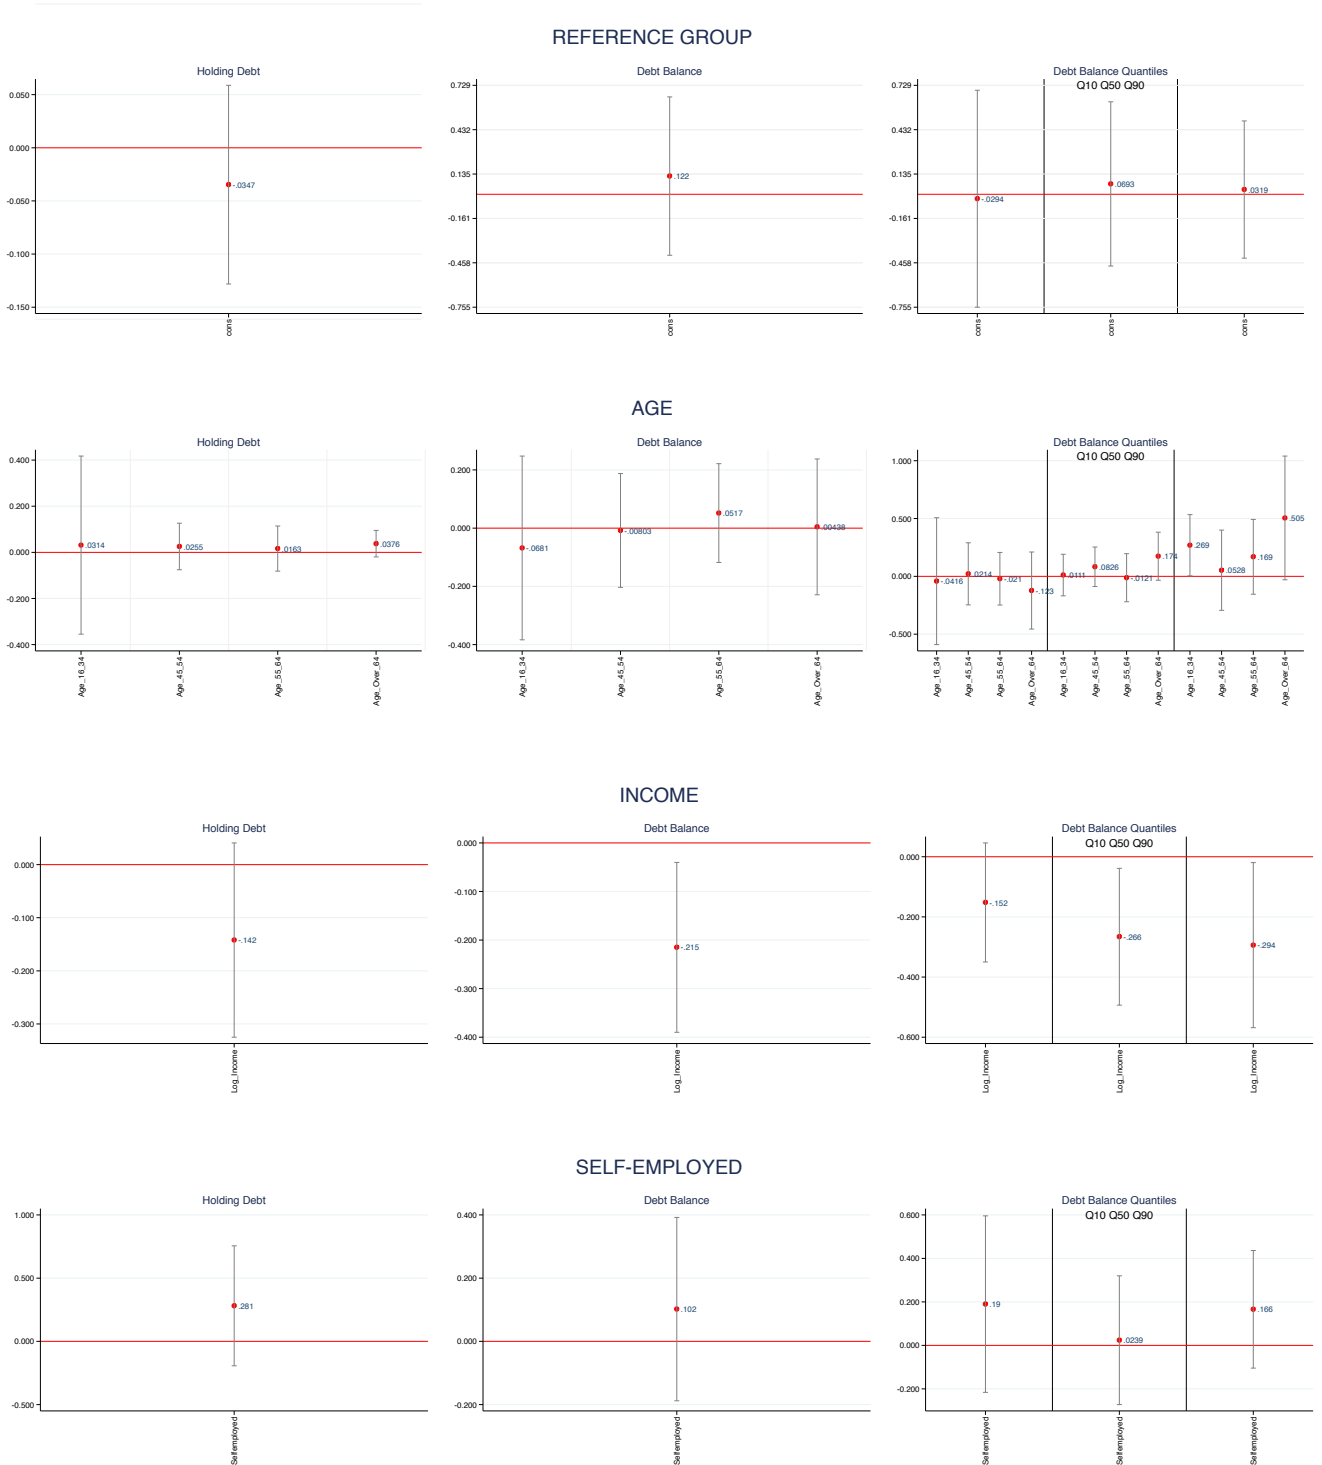 REFERENCE GROUP
Holding Debt
0.050
0.000
-0.050
-0.100
-0.150
-.0347
cons
Debt Balance
0.729
0.432
0.135
-0.161
-0.458
-0.755
.122
cons
Debt Balance Quantiles
Q10 Q50 Q90
0.729
0.432
0.135
-0.161
-0.458
-0.755
-.0294
.0693
.0319
cons
cons
cons
AGE
Holding Debt
0.400
0.200
0.000
-0.200
-0.400
.0314
.0255
.0163
.0376
Age_16_34
Age_45_54
Age_55_64
Age_Over_64
Debt Balance
0.200
0.000
-0.200
-0.400
-.0681
-.00803
.0517
.00438
Age_16_34
Age_45_54
Age_55_64
Age_Over_64
Debt Balance Quantiles
Q10 Q50 Q90
1.000
0.500
0.000
-0.500
-.0416
.0214
-.021
-.123
.0111
.0826
-.0121
.174
.269
.0528
.169
.505
Age_16_34
Age_45_54
Age_55_64
Age_Over_64
Age_16_34
Age_45_54
Age_55_64
Age_Over_64
Age_16_34
Age_45_54
Age_55_64
Age_Over_64
INCOME
Holding Debt
0.000
-0.100
-0.200
-0.300
-.142
Log_Income
Debt Balance
0.000
-0.100
-0.200
-0.300
-0.400
-.215
Log_Income
Debt Balance Quantiles
Q10 Q50 Q90
0.000
-0.200
-0.400
-0.600
-.152
-.266
-.294
Log_Income
Log_Income
Log_Income
SELF-EMPLOYED
Holding Debt
1.000
0.500
0.000
-0.500
.281
Selfemployed
Debt Balance
0.400
0.200
0.000
-0.200
.102
Selfemployed
Debt Balance Quantiles
Q10 Q50 Q90
0.600
0.400
0.200
0.000
-0.200
.19
.0239
.166
Selfemployed
Selfemployed
Selfemployed